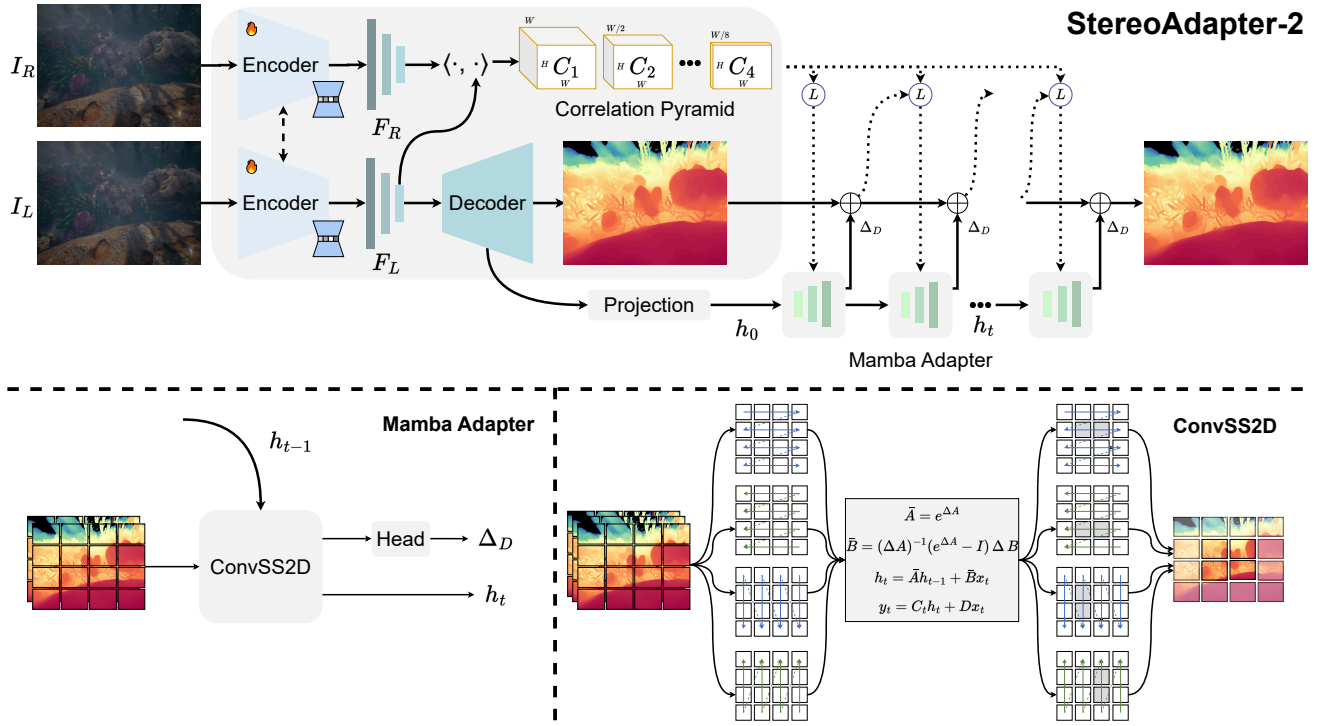 StereoAdapter-2
I_R
Encoder
F_R
⟨·, ·⟩
W
H
C_1
W
W/2
H
C_2
W
•••
W/8
H
C_4
W
Correlation Pyramid
L
L
L
I_L
Encoder
F_L
Decoder
Δ_D
Δ_D
Δ_D
Projection
h_0
•••
h_t
Mamba Adapter
Mamba Adapter
h_{t-1}
ConvSS2D
Head
Δ_D
h_t
ConvSS2D
Ā = e^{ΔA}
B̄ = (ΔA)^{-1}(e^{ΔA} − I) Δ B
h_t = Āh_{t-1} + B̄x_t
y_t = C_t h_t + Dx_t